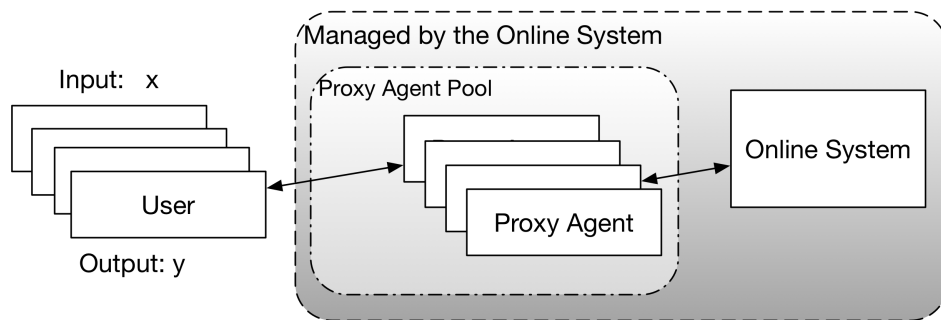 Managed by the Online System
Input: x
Proxy Agent Pool
Online System
User
Proxy Agent
Output: y